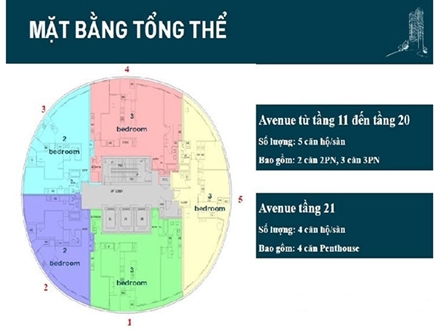 MẶT BẰNG TỔNG THỂ
4
3
3
bedroom
2
bedroom
Avenue từ tầng 11 đến tầng 20
Số lượng: 5 căn hộ/sàn
Bao gồm: 2 căn 2PN, 3 căn 3PN
3
bedroom
5
Avenue tầng 21
Số lượng: 4 căn hộ/sàn
Bao gồm: 4 căn Penthouse
2
bedroom
3
bedroom
2
1